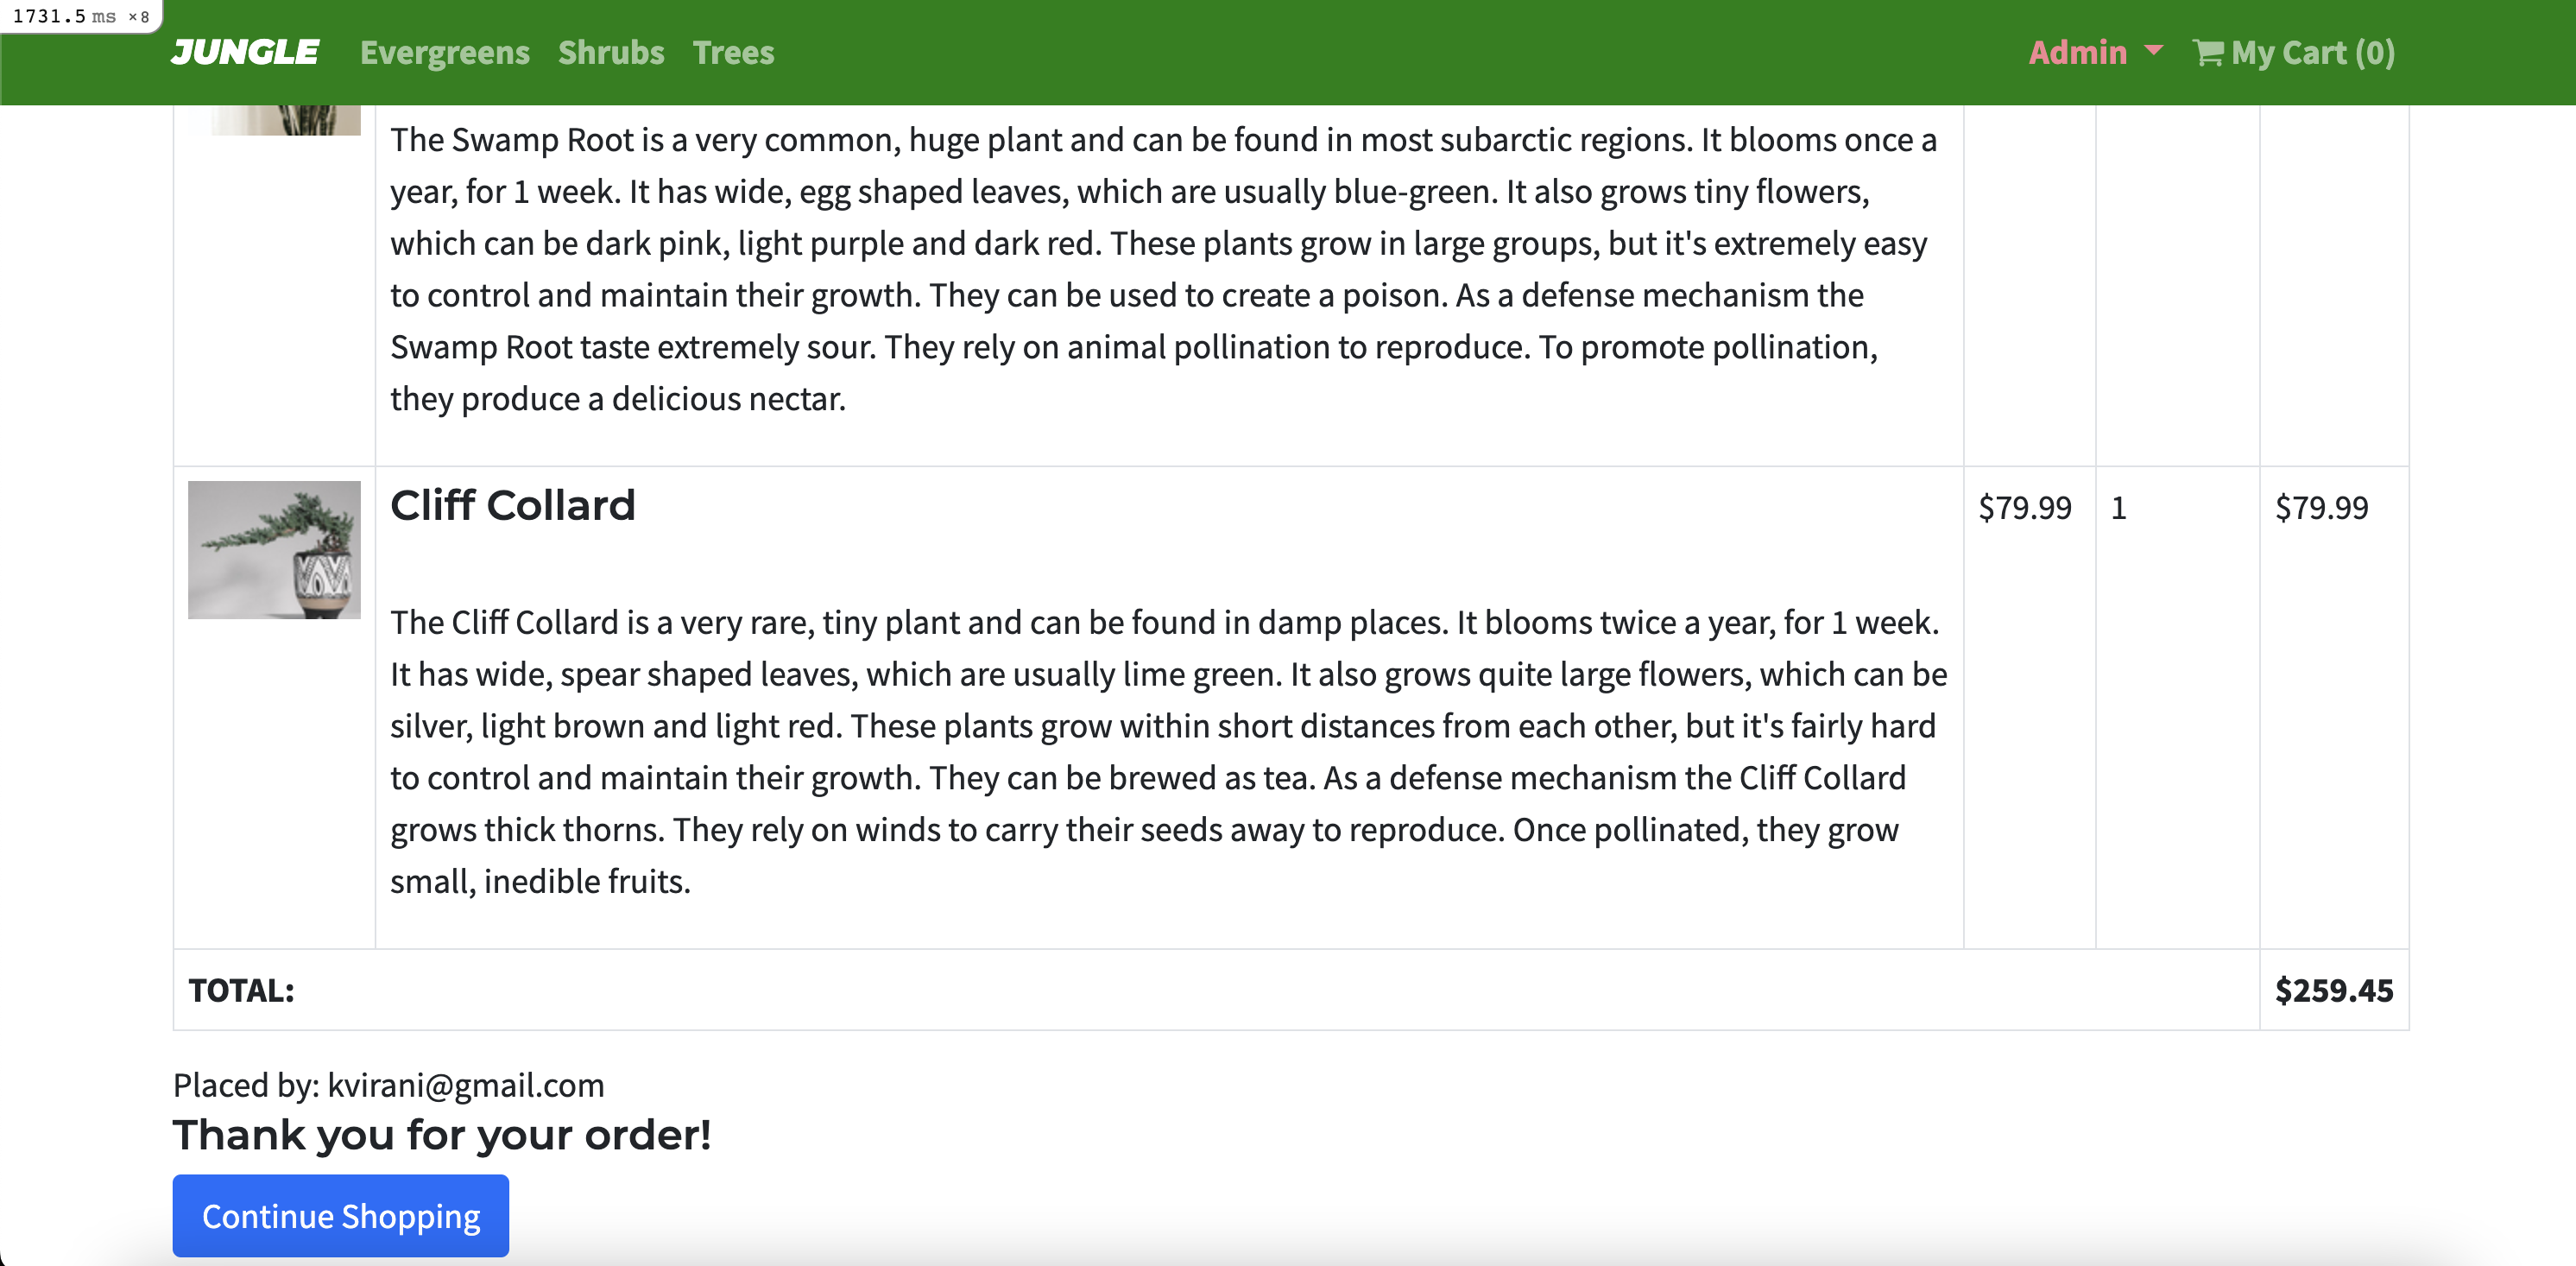 1731.5 ms ×8
JUNGLE Evergreens Shrubs Trees Admin My Cart (0)
The Swamp Root is a very common, huge plant and can be found in most subarctic regions. It blooms once a
year, for 1 week. It has wide, egg shaped leaves, which are usually blue-green. It also grows tiny flowers,
which can be dark pink, light purple and dark red. These plants grow in large groups, but it's extremely easy
to control and maintain their growth. They can be used to create a poison. As a defense mechanism the
Swamp Root taste extremely sour. They rely on animal pollination to reproduce. To promote pollination,
they produce a delicious nectar.
Cliff Collard $79.99 1 $79.99
The Cliff Collard is a very rare, tiny plant and can be found in damp places. It blooms twice a year, for 1 week.
It has wide, spear shaped leaves, which are usually lime green. It also grows quite large flowers, which can be
silver, light brown and light red. These plants grow within short distances from each other, but it's fairly hard
to control and maintain their growth. They can be brewed as tea. As a defense mechanism the Cliff Collard
grows thick thorns. They rely on winds to carry their seeds away to reproduce. Once pollinated, they grow
small, inedible fruits.
TOTAL: $259.45
Placed by: kvirani@gmail.com
Thank you for your order!
Continue Shopping